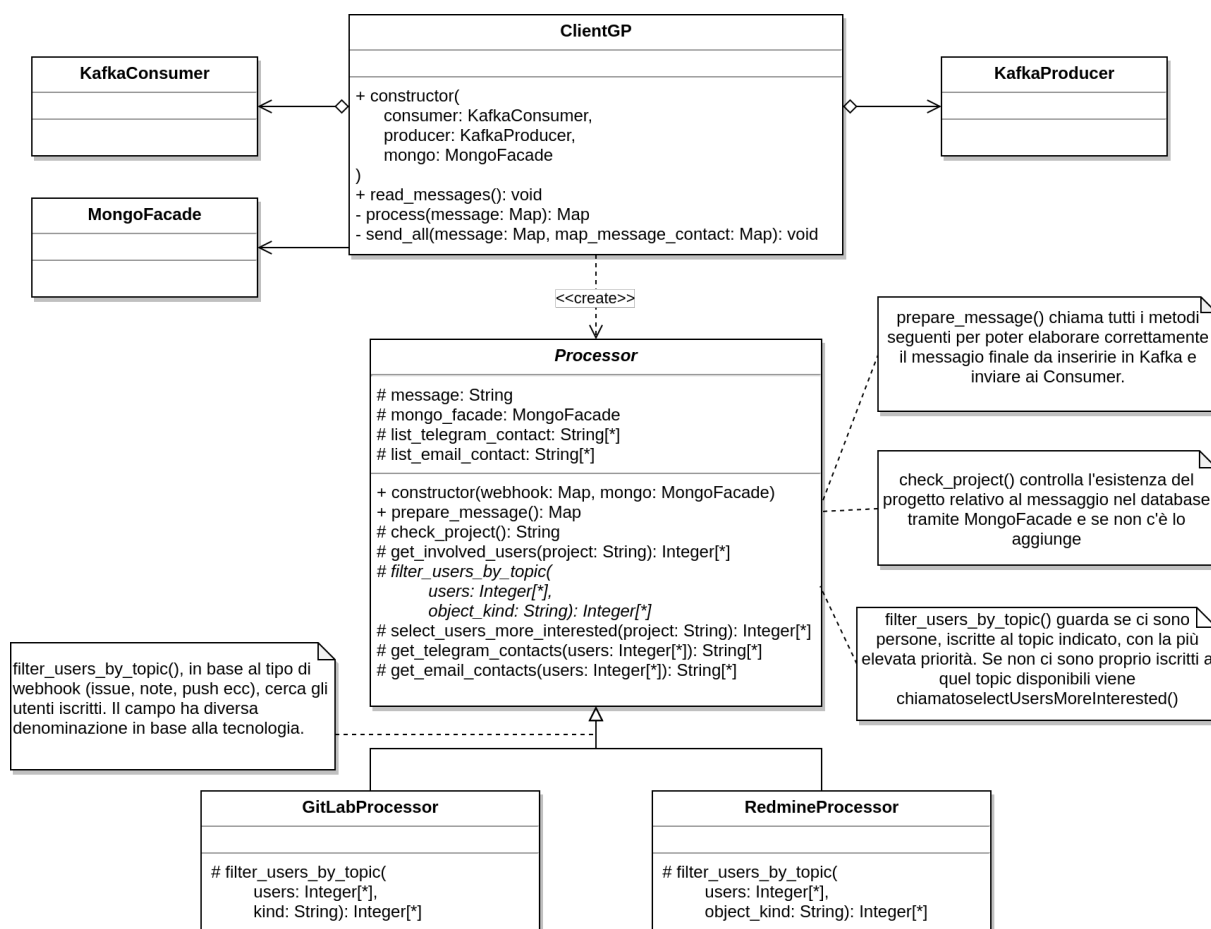 ClientGP
KafkaConsumer
KafkaProducer
+ constructor(
consumer: KafkaConsumer,
producer: KafkaProducer,
mongo: MongoFacade
)
+ read_messages(): void
- process(message: Map): Map
- send_all(message: Map, map_message_contact: Map): void
MongoFacade
<<create>>
Processor
# message: String
# mongo_facade: MongoFacade
# list_telegram_contact: String[*]
# list_email_contact: String[*]
+ constructor(webhook: Map, mongo: MongoFacade)
+ prepare_message(): Map
# check_project(): String
# get_involved_users(project: String): Integer[*]
# filter_users_by_topic(
users: Integer[*],
object_kind: String): Integer[*]
# select_users_more_interested(project: String): Integer[*]
# get_telegram_contacts(users: Integer[*]): String[*]
# get_email_contacts(users: Integer[*]): String[*]
prepare_message() chiama tutti i metodi
seguenti per poter elaborare correttamente
il messagio finale da inseririe in Kafka e
inviare ai Consumer.
check_project() controlla l'esistenza del
progetto relativo al messaggio nel database
tramite MongoFacade e se non c'è lo
aggiunge
filter_users_by_topic() guarda se ci sono
persone, iscritte al topic indicato, con la più
elevata priorità. Se non ci sono proprio iscritti a
quel topic disponibili viene
chiamatoselectUsersMoreInterested()
filter_users_by_topic(), in base al tipo di
webhook (issue, note, push ecc), cerca gli
utenti iscritti. Il campo ha diversa
denominazione in base alla tecnologia.
GitLabProcessor
# filter_users_by_topic(
users: Integer[*],
kind: String): Integer[*]
RedmineProcessor
# filter_users_by_topic(
users: Integer[*],
object_kind: String): Integer[*]